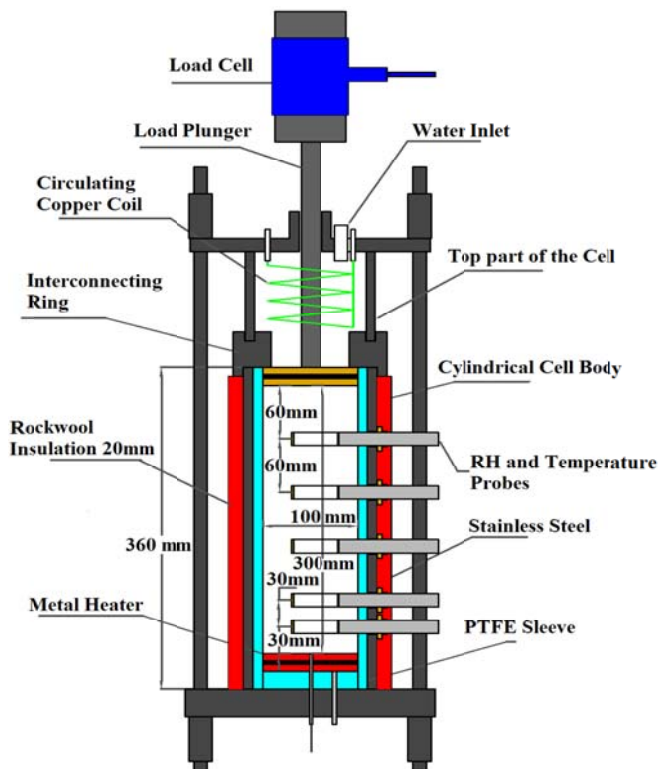 Load Cell
Load Plunger
Water Inlet
Circulating
Copper Coil
Top part of the Cell
Interconnecting
Ring
Cylindrical Cell Body
60mm
Rockwool
Insulation 20mm
60mm
RH and Temperature
Probes
100 mm
Stainless Steel
360 mm
300mm
30mm
Metal Heater
PTFE Sleeve
30mm